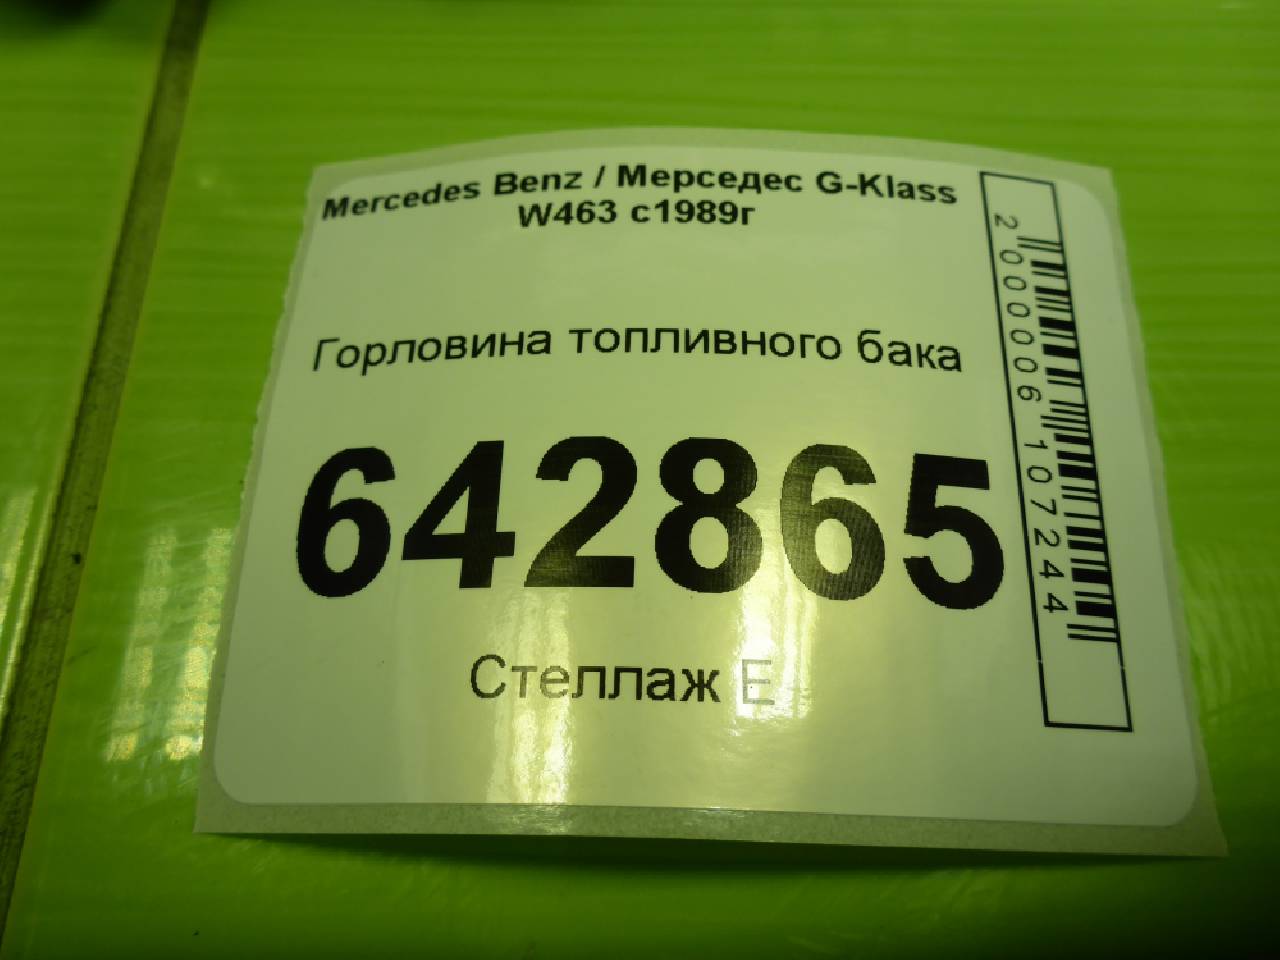 Mercedes Benz / Мерседес G-Klass
W463 с1989г
Горловина топливного бака
642865
Стеллаж Е
2000006107244